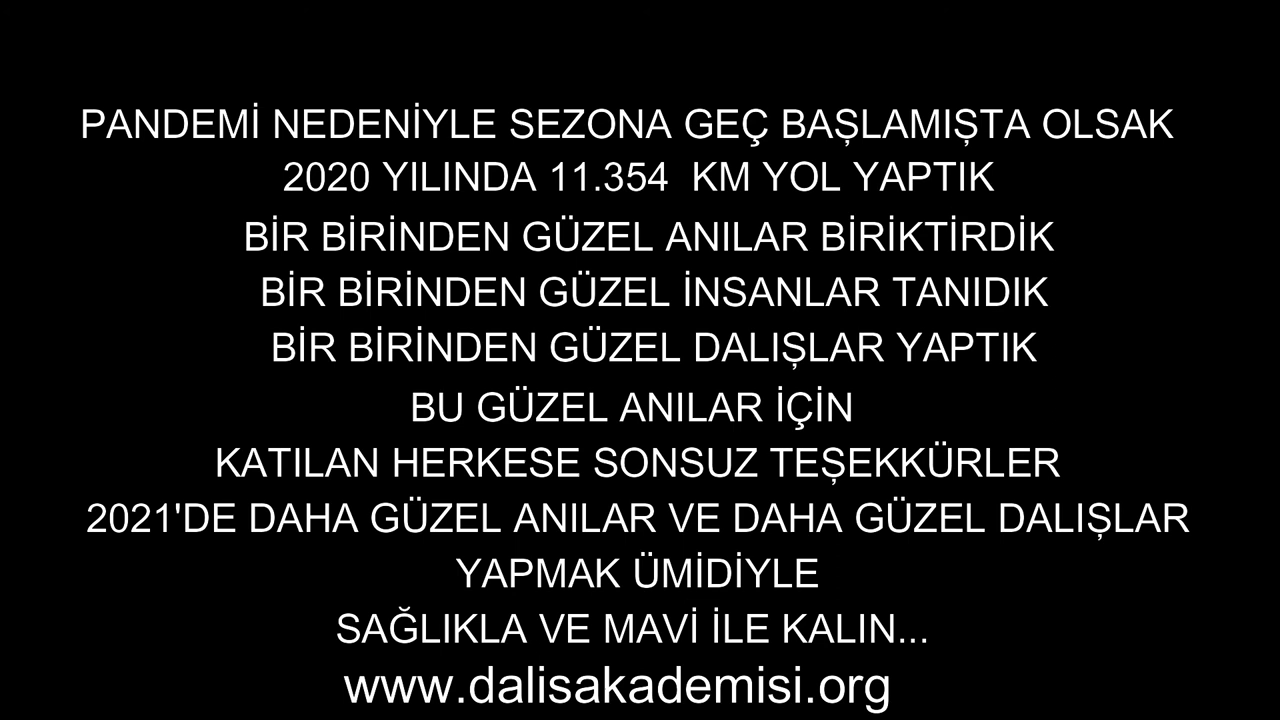 PANDEMİ NEDENİYLE SEZONA GEÇ BAŞLAMIŞTA OLSAK
2020 YILINDA 11.354 KM YOL YAPTIK
BİR BİRİNDEN GÜZEL ANILAR BİRİKTİRDİK
BİR BİRİNDEN GÜZEL İNSANLAR TANIDIK
BİR BİRİNDEN GÜZEL DALIŞLAR YAPTIK
BU GÜZEL ANILAR İÇİN
KATILAN HERKESE SONSUZ TEŞEKKÜRLER
2021'DE DAHA GÜZEL ANILAR VE DAHA GÜZEL DALIŞLAR
YAPMAK ÜMİDİYLE
SAĞLIKLA VE MAVİ İLE KALIN...
www.dalisakademisi.org